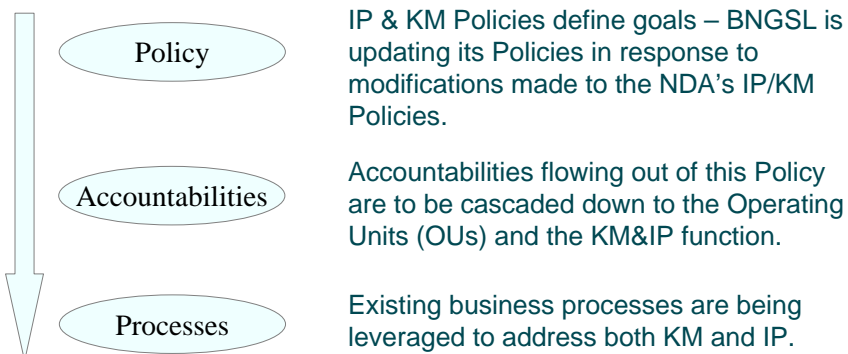 Policy
IP & KM Policies define goals – BNGSL is
updating its Policies in response to
modifications made to the NDA's IP/KM
Policies.
Accountabilities
Accountabilities flowing out of this Policy
are to be cascaded down to the Operating
Units (OUs) and the KM&IP function.
Processes
Existing business processes are being
leveraged to address both KM and IP.